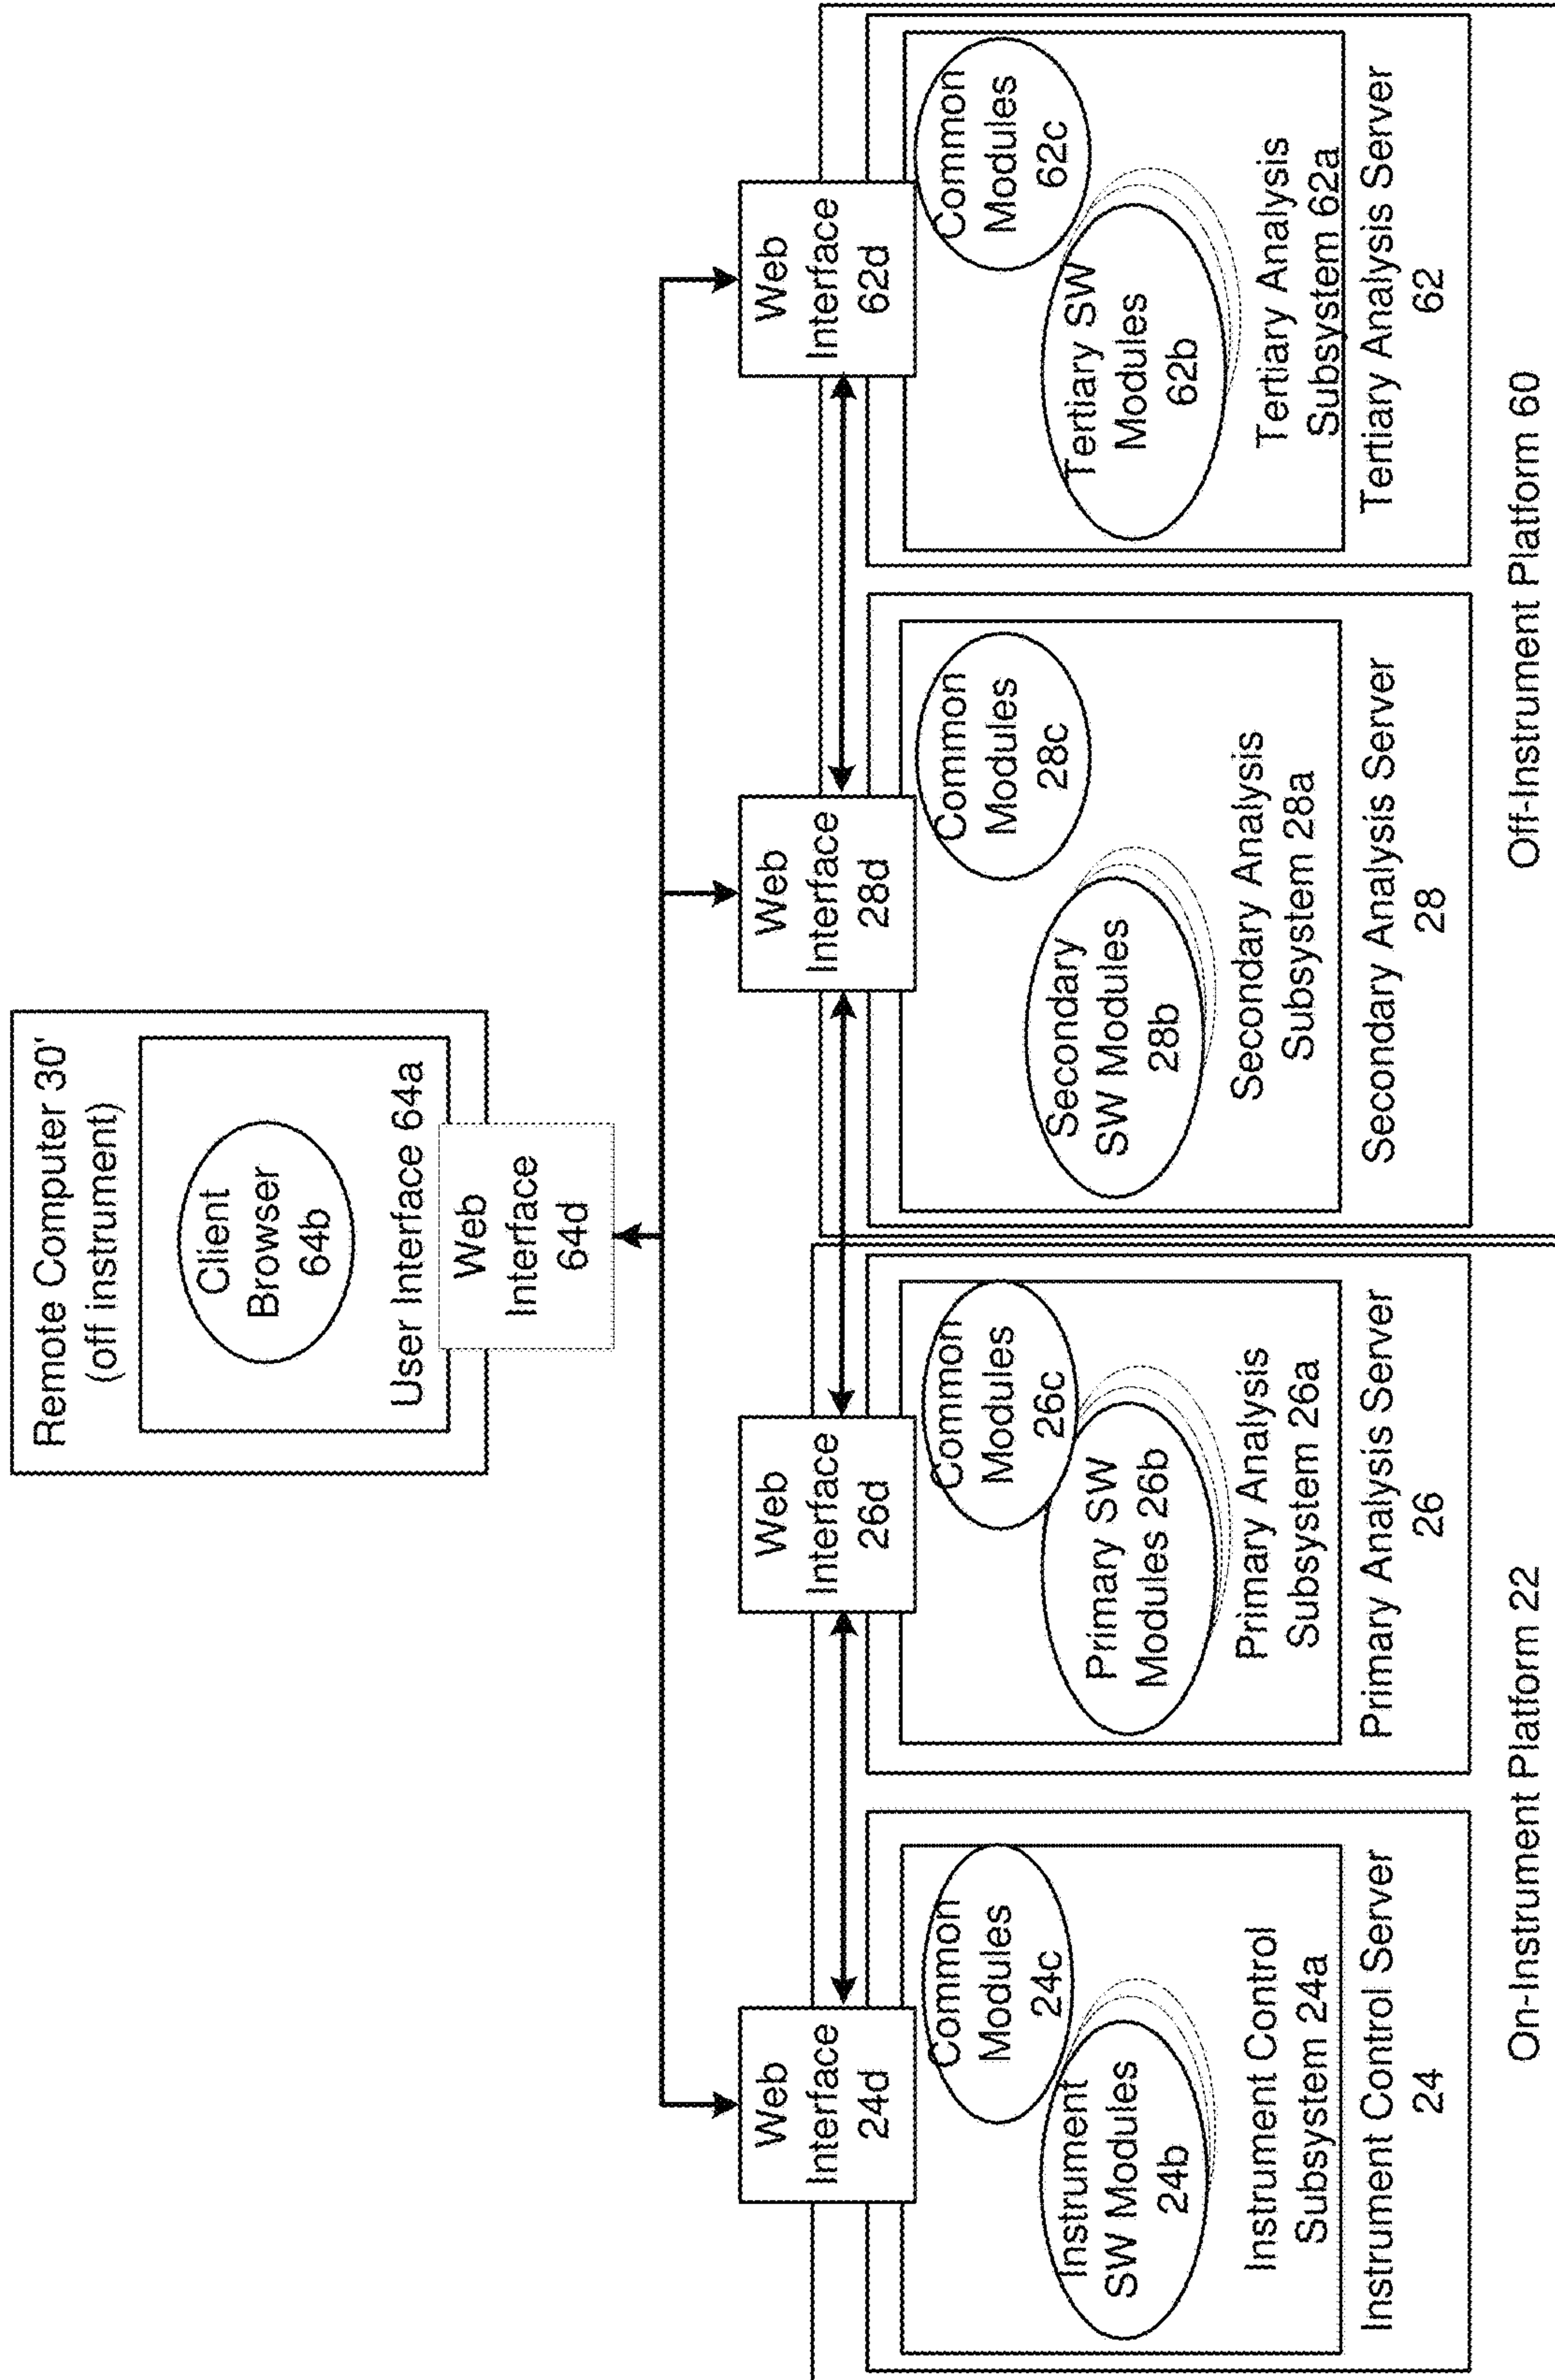 Remote Computer 30'
(off instrument)
Client
Browser
64b
User Interface 64a
Web
Interface
64d
Web
Interface
24d
Web
Interface
26d
Web
Interface
28d
Web
Interface
62d
Common
Modules
24c
Instrument
SW Modules
24b
Instrument Control
Subsystem 24a
Instrument Control Server
24
Common
Modules
26c
Primary SW
Modules 26b
Primary Analysis
Subsystem 26a
Primary Analysis Server
26
Common
Modules
28c
Secondary
SW Modules
28b
Secondary Analysis
Subsystem 28a
Secondary Analysis Server
28
Common
Modules
62c
Tertiary SW
Modules
62b
Tertiary Analysis
Subsystem 62a
Tertiary Analysis Server
62
On-Instrument Platform 22
Off-Instrument Platform 60